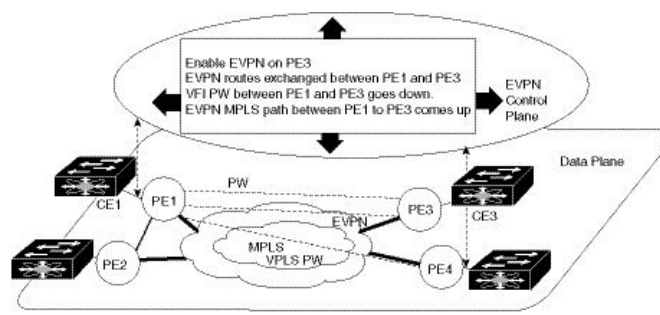 Enable EVPN on PE3
EVPN routes exchanged between PE1 and PE3
VFI PW between PE1 and PE3 goes down.
EVPN MPLS path between PE1 to PE3 comes up
EVPN
Control
Plane
Data Plane
PW
CE1
PE1
PE3
CE3
EVPN
MPLS
VPLS PW
PE2
PE4